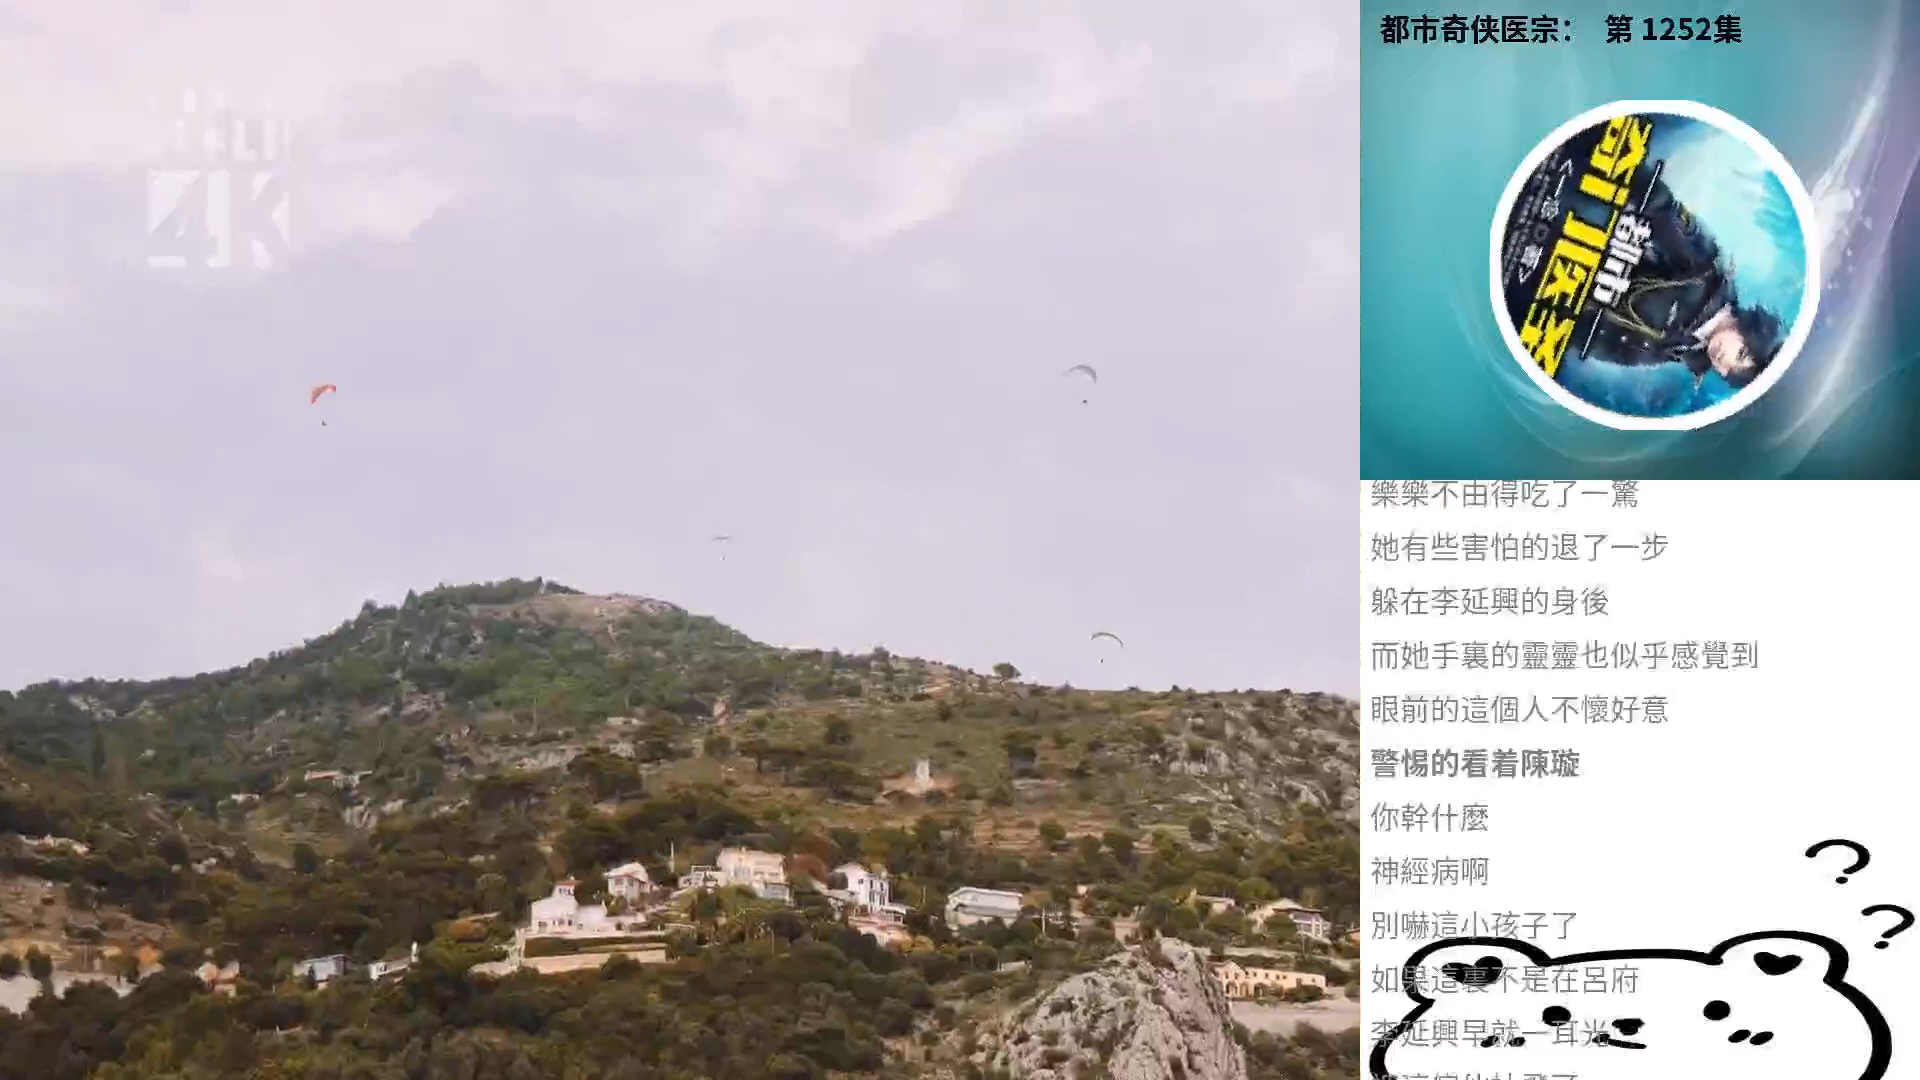 4K
都市奇侠医宗： 第 1252集
都市
樂樂不由得吃了一驚
她有些害怕的退了一步
躲在李延興的身後
而她手裏的靈靈也似乎感覺到
眼前的這個人不懷好意
警惕的看着陳璇
你幹什麼
神經病啊
別嚇這小孩子了
如果這裏不是在呂府
李延興早就一耳光
？
？